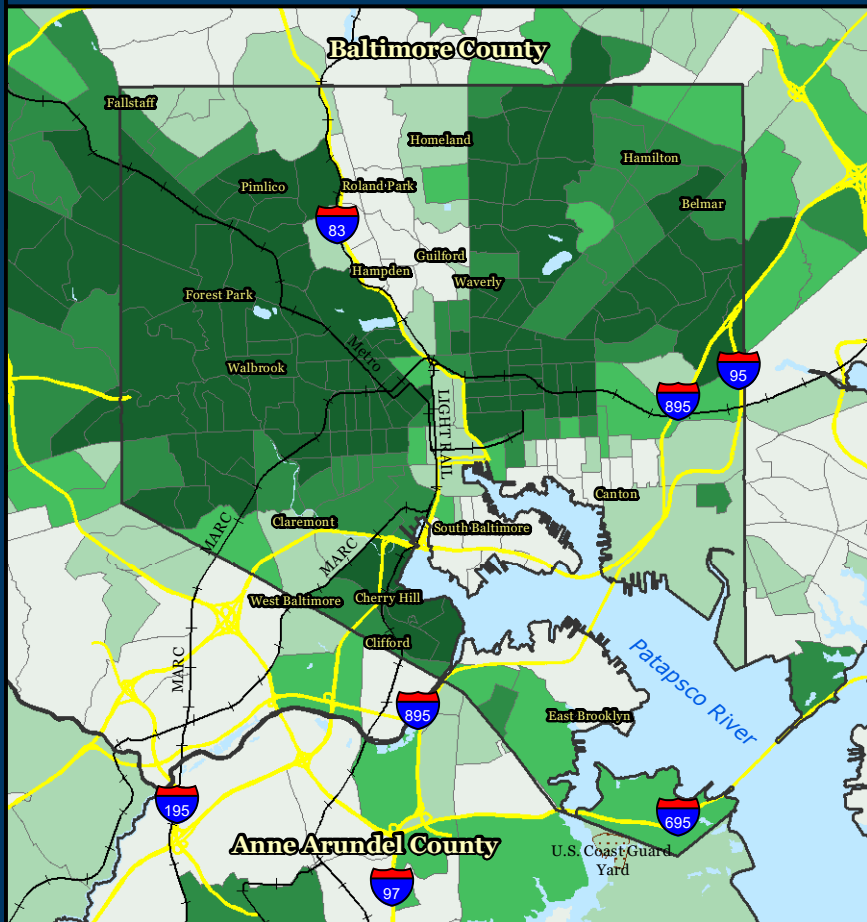 Baltimore County
Fallstaff
Homeland
Hamilton
Pimlico
Roland Park
Belmar
83
Guilford
Hampden
Waverly
Forest Park
Metro
Walbrook
95
895
LIGHT RAIL
Canton
MARC
Claremont
South Baltimore
MARC
West Baltimore
Cherry Hill
Clifford
MARC
Patapsco River
895
East Brooklyn
195
695
Anne Arundel County
U.S. Coast Guard
Yard
97